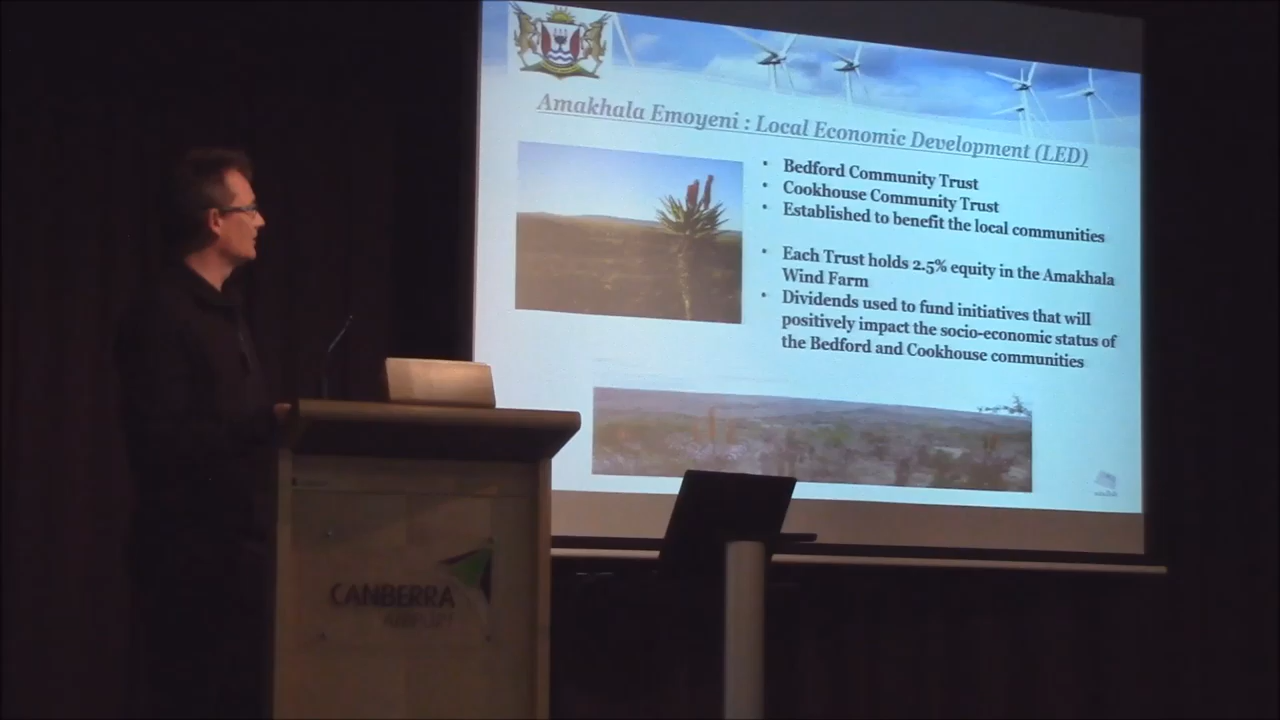 Amakhala Emoyeni : Local Economic Development (LED)
• Bedford Community Trust
• Cookhouse Community Trust
• Established to benefit the local communities
• Each Trust holds 2.5% equity in the Amakhala
Wind Farm
• Dividends used to fund initiatives that will
positively impact the socio-economic status of
the Bedford and Cookhouse communities
CANBERRA
AIRPORT